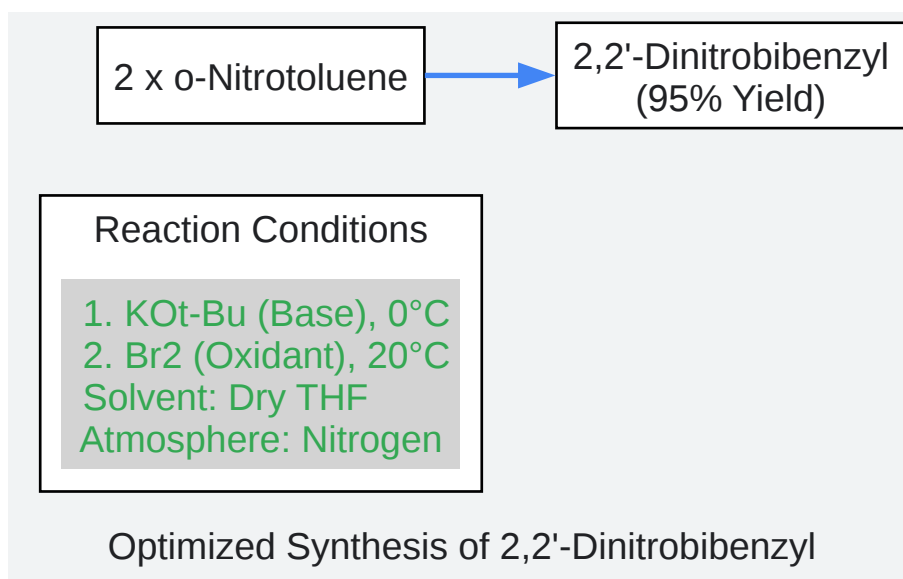 2 x o-Nitrotoluene
2,2'-Dinitrobibenzyl
(95% Yield)
Reaction Conditions
1. KOt-Bu (Base), 0°C
2. Br2 (Oxidant), 20°C
Solvent: Dry THF
Atmosphere: Nitrogen
Optimized Synthesis of 2,2'-Dinitrobibenzyl